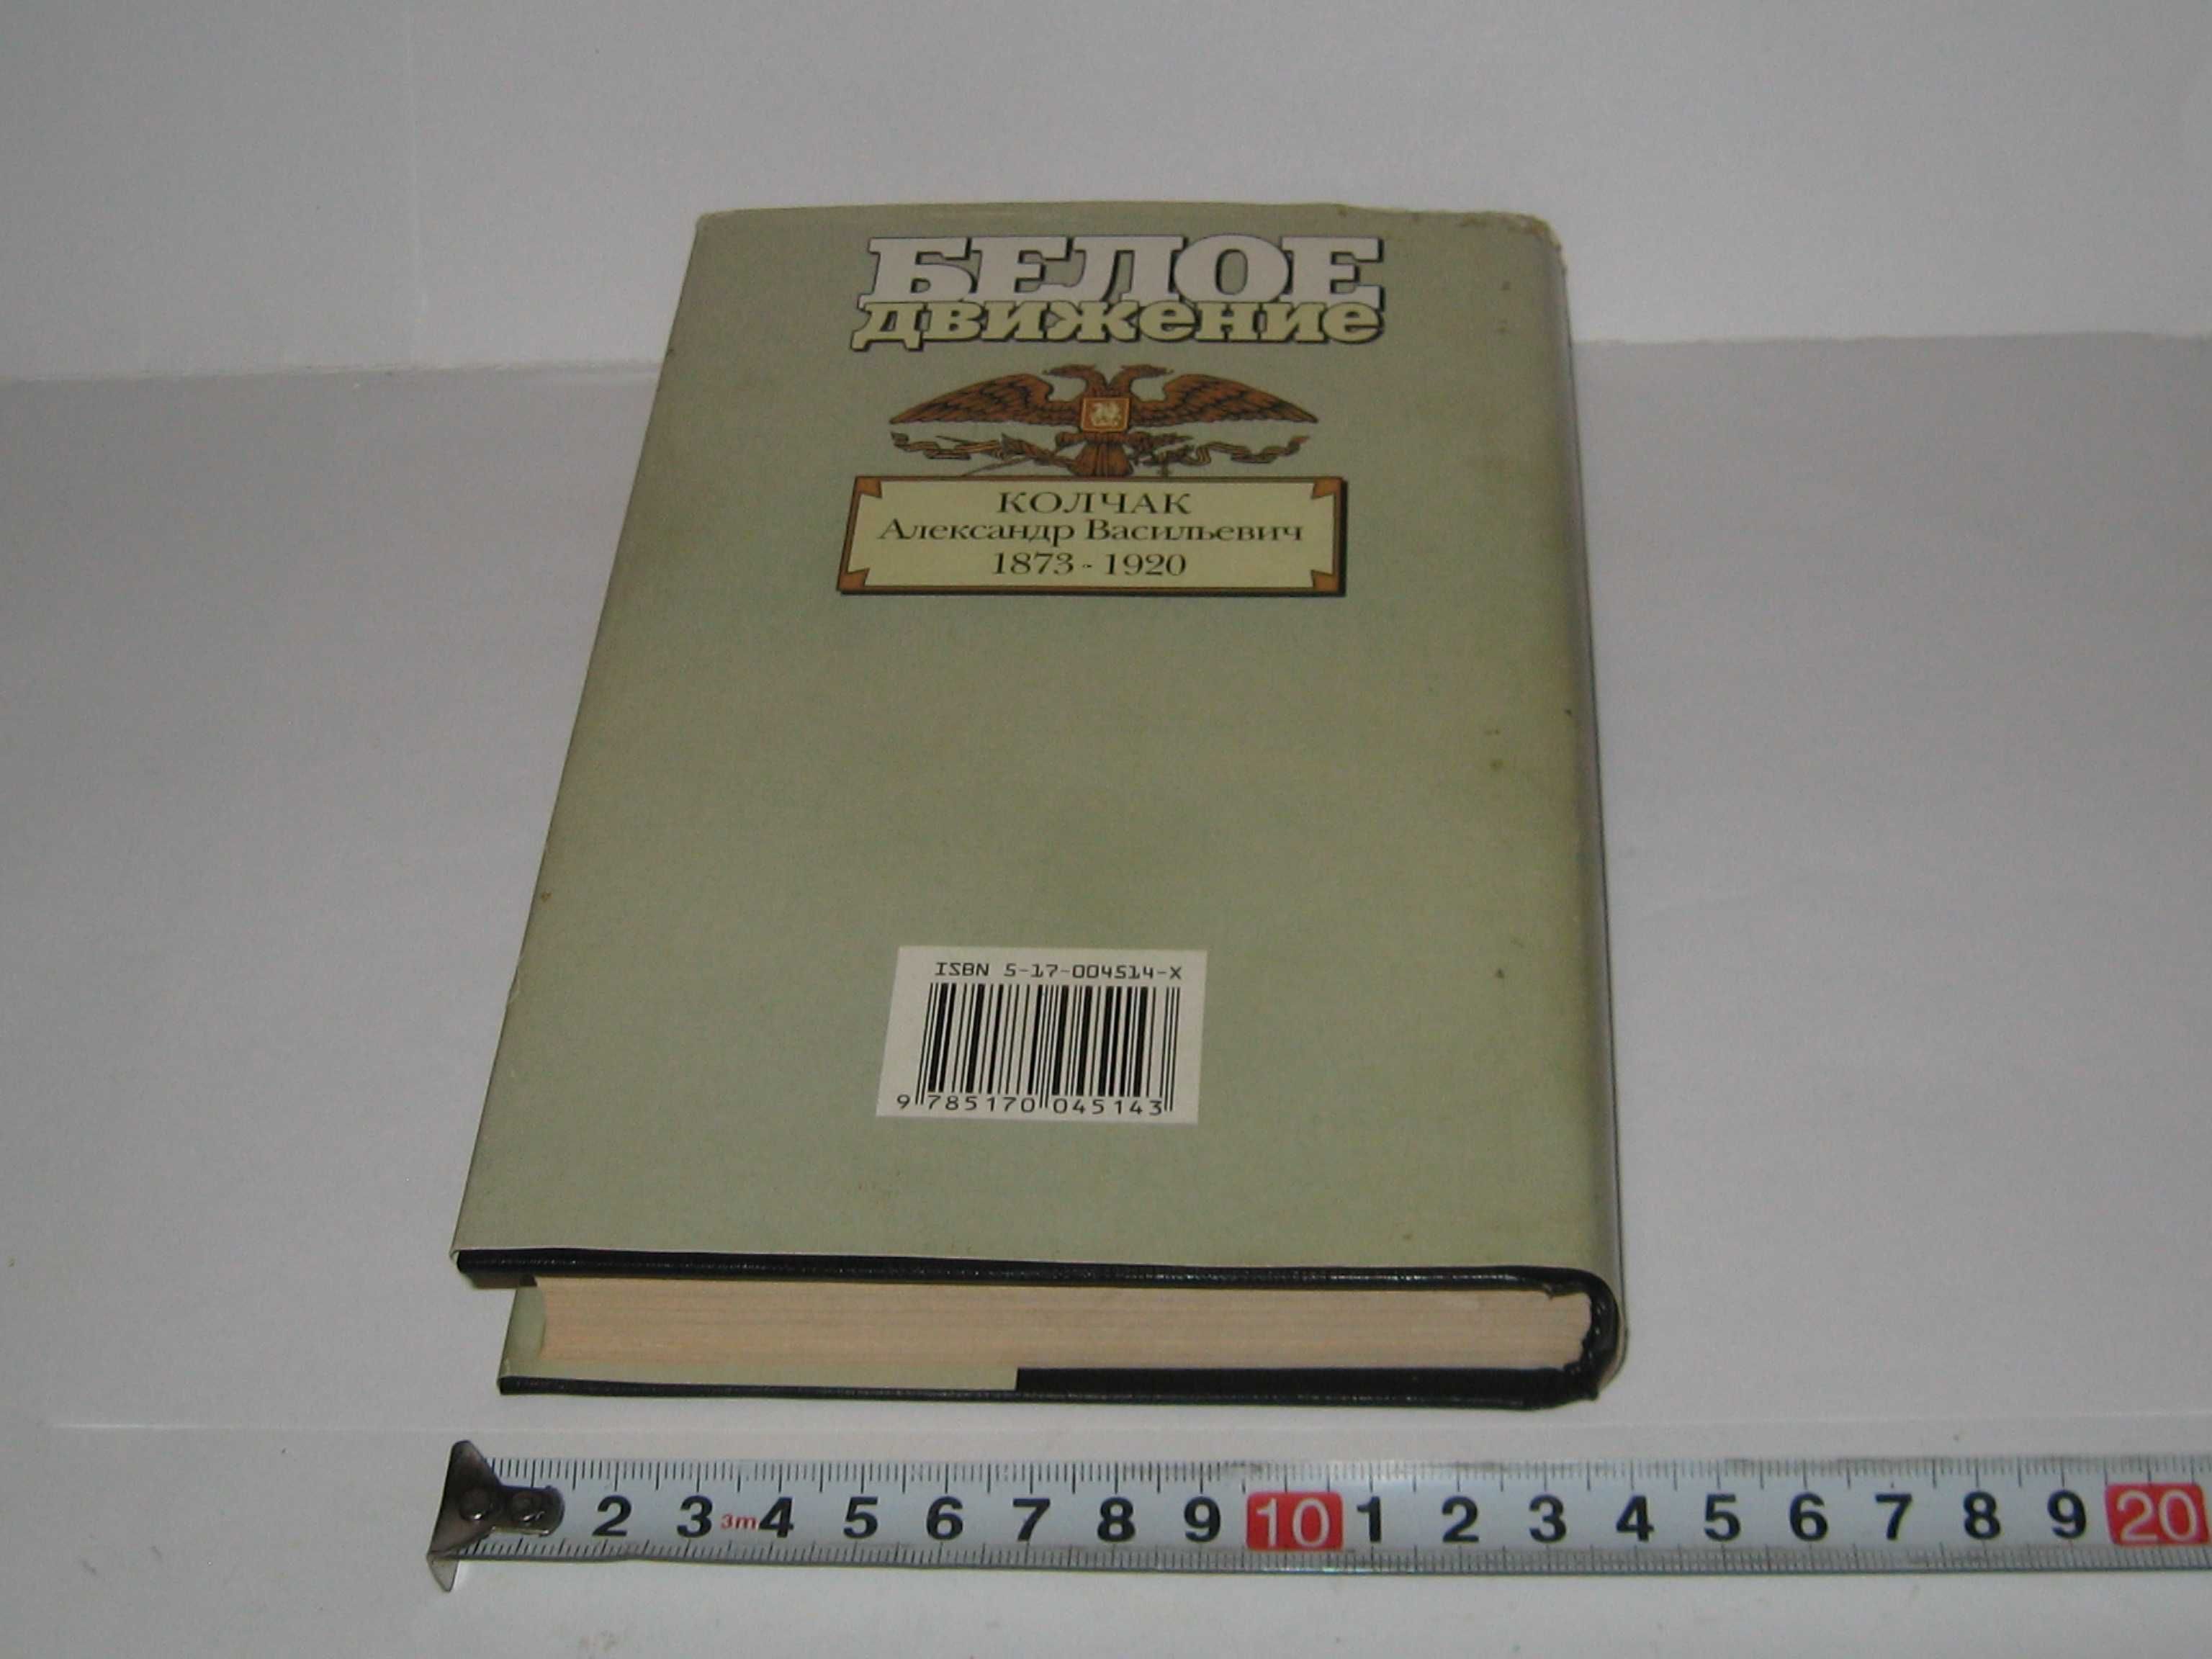 БЕЛОЕ
движение
КОЛЧАК
Александр Васильевич
1873 - 1920
ISBN 5-17-004514-X
9 785170 045143
2 3 3m 4 5 6 7 8 9 10 1 2 3 4 5 6 7 8 9 20